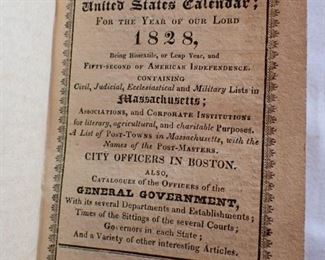 United States Calendar;
For the Year of our Lord
1828,
Being Bissextile, or Leap Year, and
Fifty-second of American Independence.
CONTAINING
Civil, Judicial, Ecclesiastical and Military Lists in
Massachusetts;
Associations, and Corporate Institutions
for literary, agricultural, and charitable Purposes.
A List of Post-Towns in Massachusetts, with the
Names of the Post-Masters.
CITY OFFICERS IN BOSTON.
ALSO,
Catalogues of the Officers of the
GENERAL GOVERNMENT,
With its several Departments and Establishments;
Times of the Sittings of the several Courts;
Governors in each State;
And a Variety of other interesting Articles.